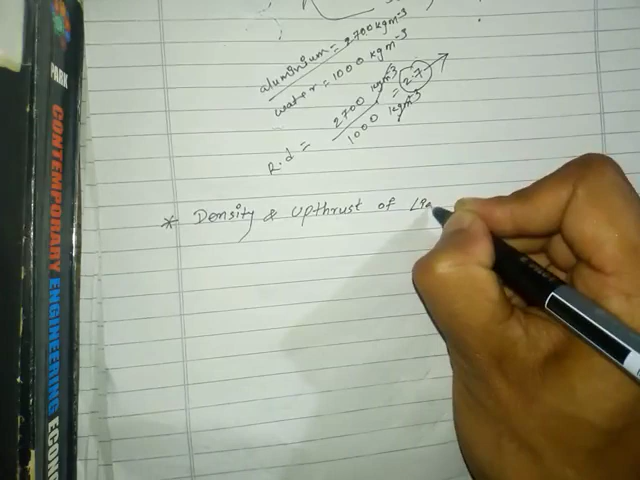 aluminium = 2700 kgm-3
water = 1000 kgm-3
R.d = 2700 kgm-3 / 1000 kgm-3 = 2.7
* Density & Upthrust of Liq
PARK
CONTEMPORARY ENGINEERING ECONO